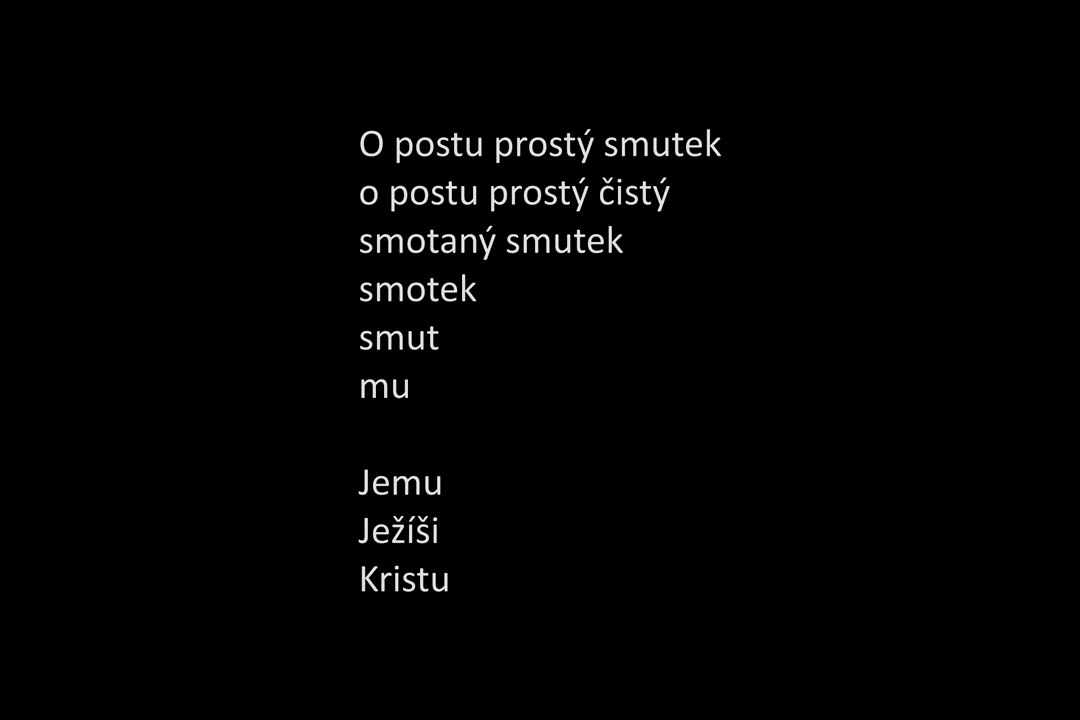 O postu prostý smutek
o postu prostý čistý
smotaný smutek
smotek
smut
mu
Jemu
Ježíši
Kristu